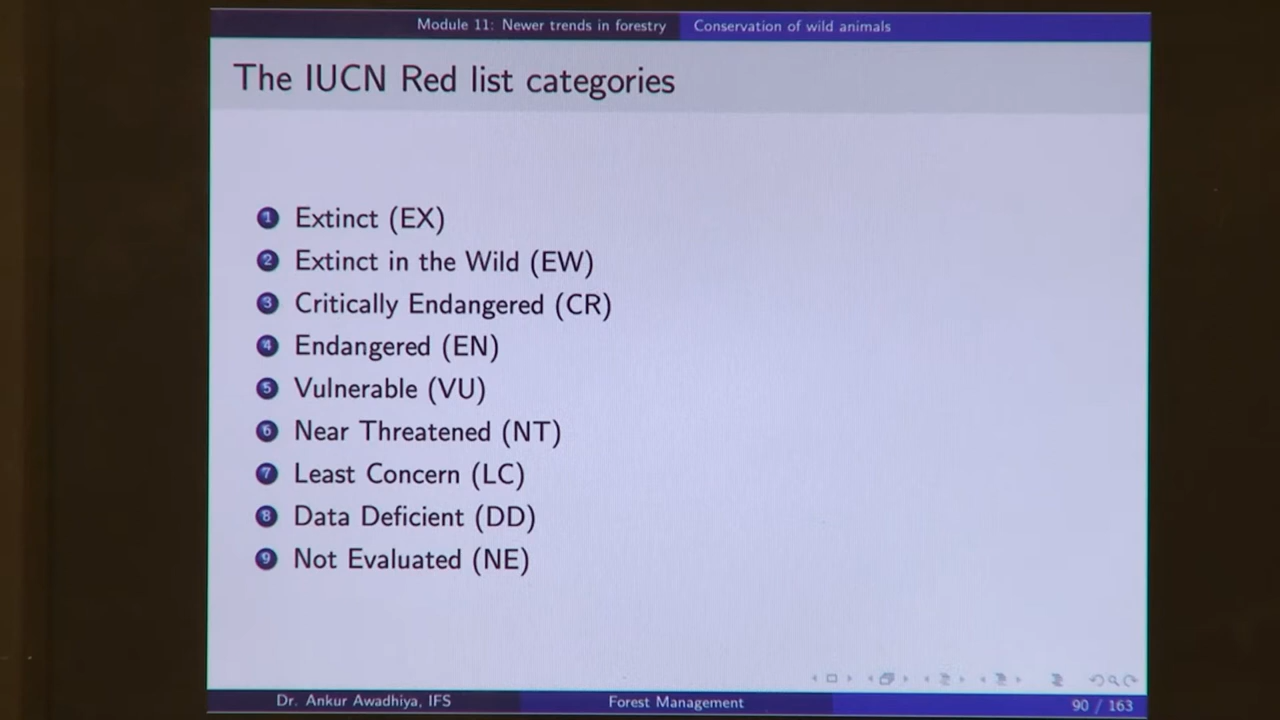 Module 11: Newer trends in forestry Conservation of wild animals
The IUCN Red list categories
1 Extinct (EX)
2 Extinct in the Wild (EW)
3 Critically Endangered (CR)
4 Endangered (EN)
5 Vulnerable (VU)
6 Near Threatened (NT)
7 Least Concern (LC)
8 Data Deficient (DD)
9 Not Evaluated (NE)
Dr. Ankur Awadhiya, IFS Forest Management 90 / 163